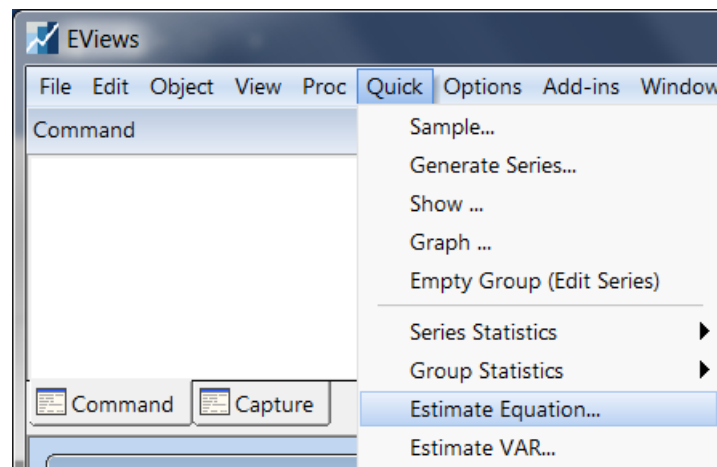 EViews
File Edit Object View Proc Quick Options Add-ins Window
Command
Sample...
Generate Series...
Show ...
Graph ...
Empty Group (Edit Series)
Series Statistics
Group Statistics
Estimate Equation...
Estimate VAR...
Command Capture